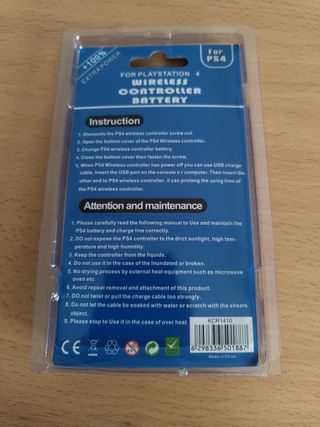 +100%
EXTRA POWER
for
PS4
FOR PLAYSTATION 4
WIRELESS
CONTROLLER
BATTERY
Instruction
1. Dismantle the PS4 wireless controller screw out.
2. Open the bottom cover of the PS4 Wireless controller.
3. Change PS4 wireless controller battery.
4. Close the bottom cover then fasten the screw.
5. When PS4 Wireless controller has power off you can use USB charge
cable. Insert the USB port on the console o r computer. Then insert the
other end to PS4 wireless controller, it can prolong the using time of
the PS4 wireless controller.
Attention and maintenance
1. Please carefully read the following manual to Use and maintain the
PS4 battery and charge line correctly.
2. DO not expose the PS4 controller to the dirct sunlight, high tem-
perature and high humidity.
3. Keep the controller from the liquids.
4. Do not use it in the case of the Inundated or broken.
5. No drying process by external heat equipment such as microwave
oven etc.
6. Avoid repeat removal and attachment of this product.
7. DO not twist or pull the charge cable too strongly.
8. Do not let the cable be soaked with water or scratch with the shears
object.
9. Please stop to Use it in the case of over heat
KCR1410
6 298336 501887
Made in China
CE